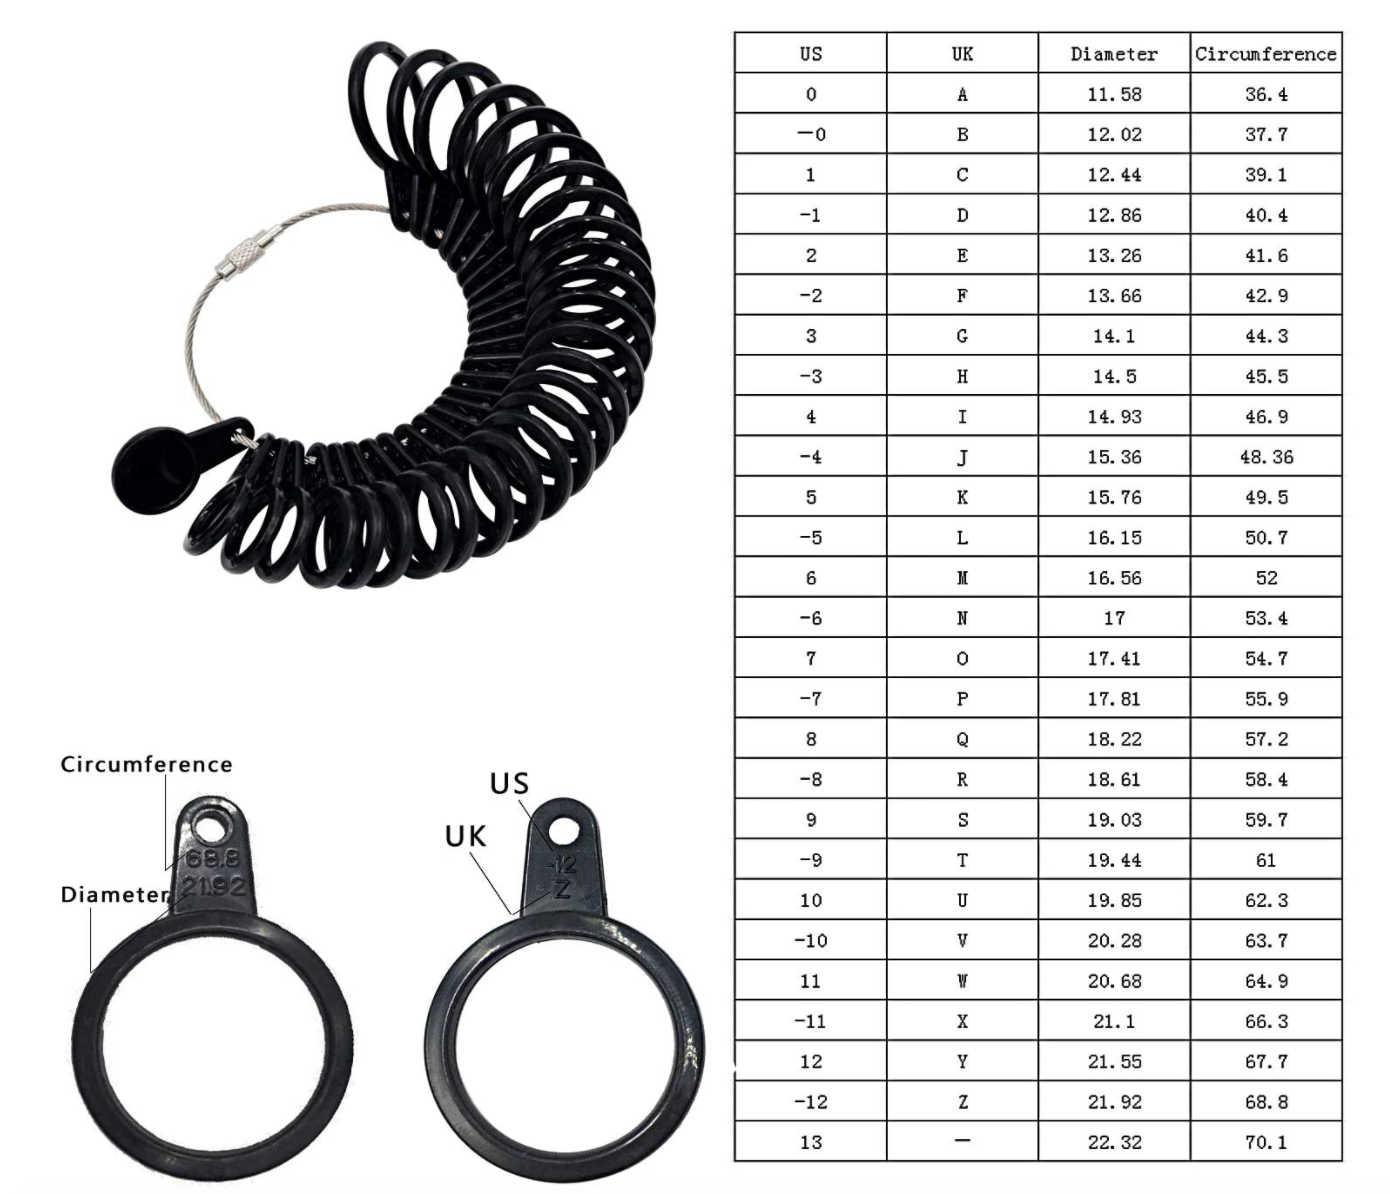 US UK Diameter Circumference
0 A 11.58 36.4
—0 B 12.02 37.7
1 C 12.44 39.1
-1 D 12.86 40.4
2 E 13.26 41.6
-2 F 13.66 42.9
3 G 14.1 44.3
-3 H 14.5 45.5
4 I 14.93 46.9
-4 J 15.36 48.36
5 K 15.76 49.5
-5 L 16.15 50.7
6 M 16.56 52
-6 N 17 53.4
7 O 17.41 54.7
-7 P 17.81 55.9
8 Q 18.22 57.2
-8 R 18.61 58.4
9 S 19.03 59.7
-9 T 19.44 61
10 U 19.85 62.3
-10 V 20.28 63.7
11 W 20.68 64.9
-11 X 21.1 66.3
12 Y 21.55 67.7
-12 Z 21.92 68.8
13 — 22.32 70.1
Circumference
68.8
Diameter
21.92
US
UK
-12
Z